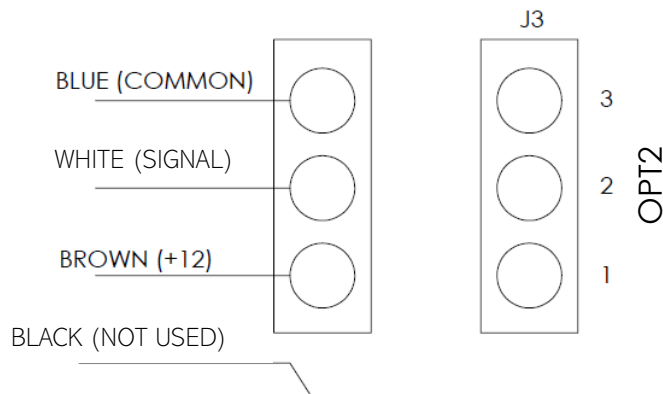 J3
BLUE (COMMON)
3
WHITE (SIGNAL)
2
OPT2
BROWN (+12)
1
BLACK (NOT USED)